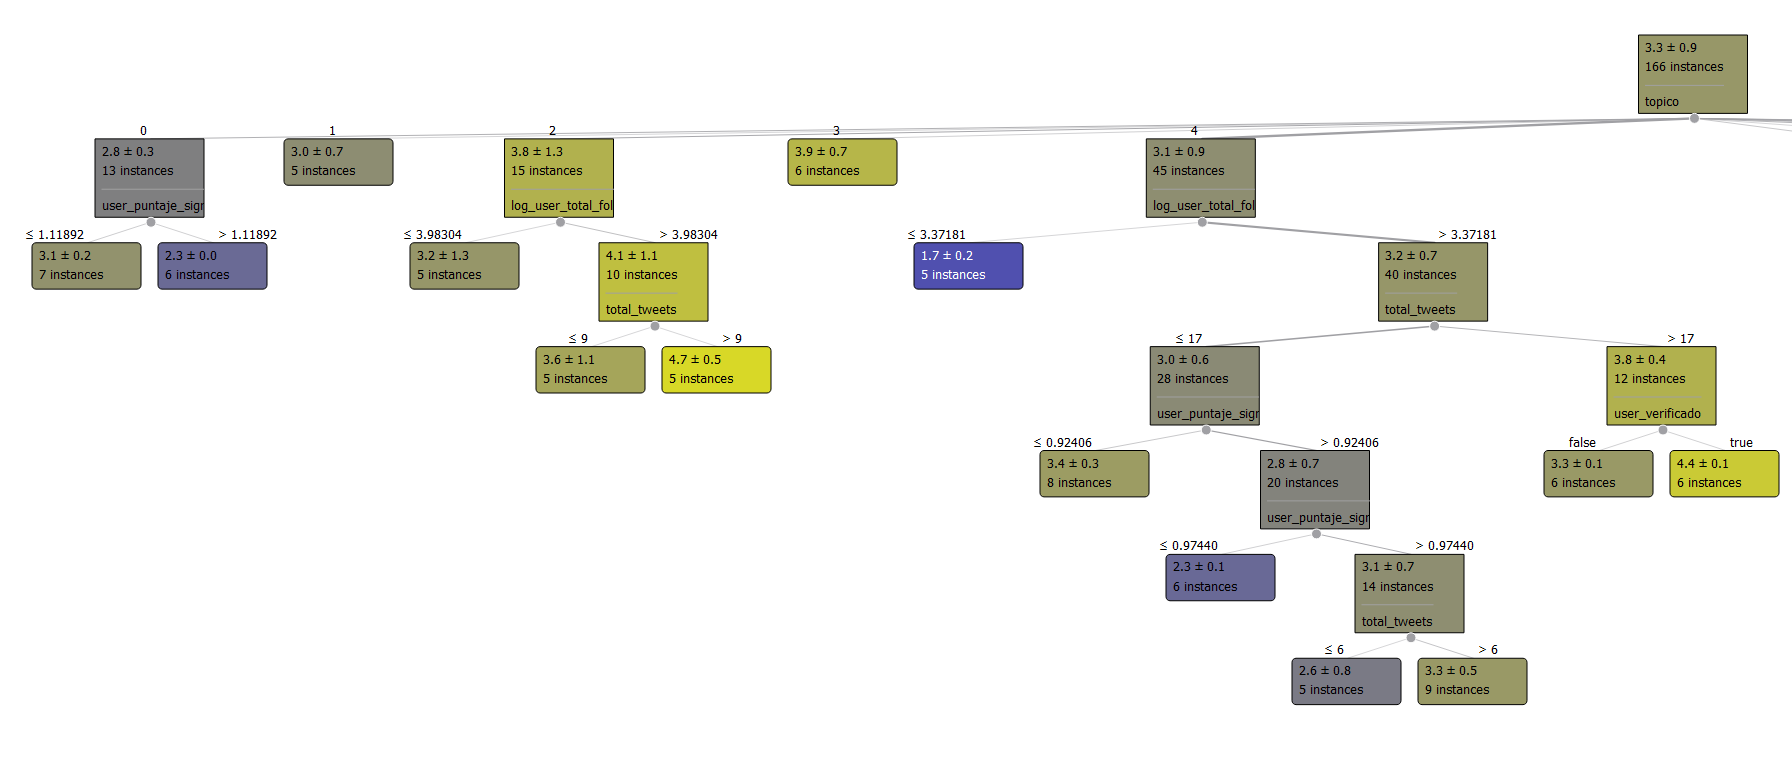 3.3 ± 0.9
166 instances
topico
0
1
2
3
4
2.8 ± 0.3
13 instances
user_puntaje_sigr
3.0 ± 0.7
5 instances
3.8 ± 1.3
15 instances
log_user_total_fol
3.9 ± 0.7
6 instances
3.1 ± 0.9
45 instances
log_user_total_fol
≤ 1.11892
> 1.11892
≤ 3.98304
> 3.98304
≤ 3.37181
> 3.37181
3.1 ± 0.2
7 instances
2.3 ± 0.0
6 instances
3.2 ± 1.3
5 instances
4.1 ± 1.1
10 instances
total_tweets
1.7 ± 0.2
5 instances
3.2 ± 0.7
40 instances
total_tweets
≤ 9
> 9
≤ 17
> 17
3.6 ± 1.1
5 instances
4.7 ± 0.5
5 instances
3.0 ± 0.6
28 instances
user_puntaje_sigr
3.8 ± 0.4
12 instances
user_verificado
≤ 0.92406
> 0.92406
false
true
3.4 ± 0.3
8 instances
2.8 ± 0.7
20 instances
user_puntaje_sigr
3.3 ± 0.1
6 instances
4.4 ± 0.1
6 instances
≤ 0.97440
> 0.97440
2.3 ± 0.1
6 instances
3.1 ± 0.7
14 instances
total_tweets
≤ 6
> 6
2.6 ± 0.8
5 instances
3.3 ± 0.5
9 instances